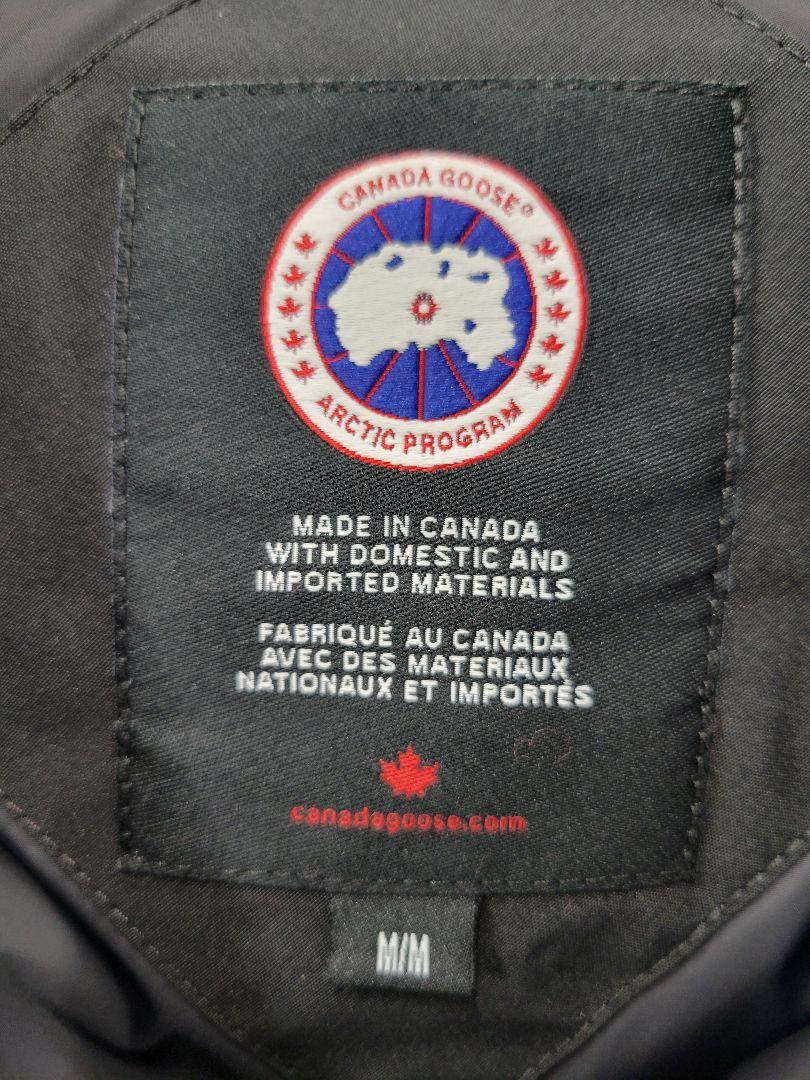 CANADA GOOSE®
ARCTIC PROGRAM
MADE IN CANADA
WITH DOMESTIC AND
IMPORTED MATERIALS
FABRIQUÉ AU CANADA
AVEC DES MATERIAUX
NATIONAUX ET IMPORTÉS
canadagoose.com
M/M